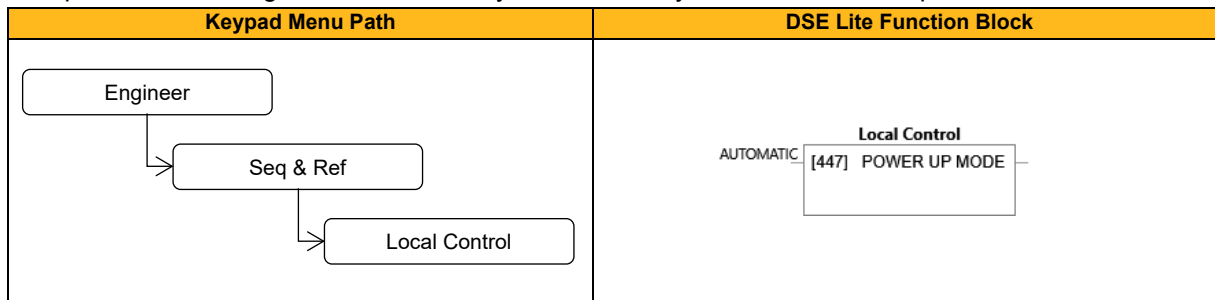 Keypad Menu Path
DSE Lite Function Block
Engineer
Seq & Ref
Local Control
Local Control
AUTOMATIC
[447] POWER UP MODE